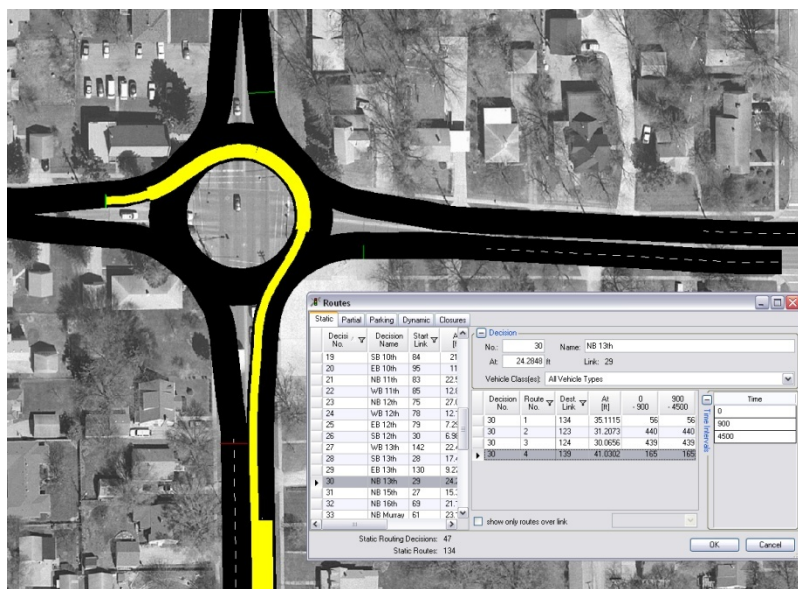 Routes
Static Partial Parking Dynamic Closures
Decisi No. Decision Name Start Link
19 SB 10th 84
20 EB 10th 95
21 NB 11th 83
22 WB 11th 85
23 NB 12th 75
24 WB 12th 78
25 EB 12th 79
26 SB 12th 30
27 WB 13th 142
28 SB 13th 28
29 EB 13th 130
30 NB 13th 29
31 NB 15th 27
32 NB 16th 69
33 NB Murray 61
Static Routing Decisions: 47
Static Routes: 134
Decision
No.: 30 Name: NB 13th
At: 24.2848 ft Link: 29
Vehicle Class(es): All Vehicle Types
Decision No. Route No. Dest. Link At [ft] 0 - 900 900 - 4500
30 1 134 35.1115 56 56
30 2 123 31.2073 440 440
30 3 124 30.0656 439 439
30 4 139 41.0302 165 165
Time Intervals
Time
0
900
4500
show only routes over link
OK Cancel